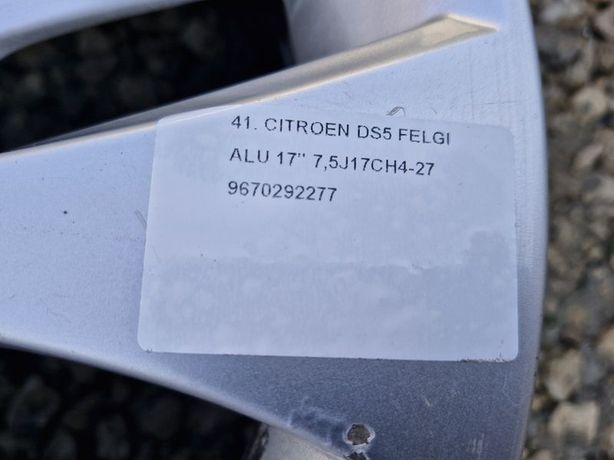 41. CITROEN DS5 FELGI
ALU 17" 7,5J17CH4-27
9670292277